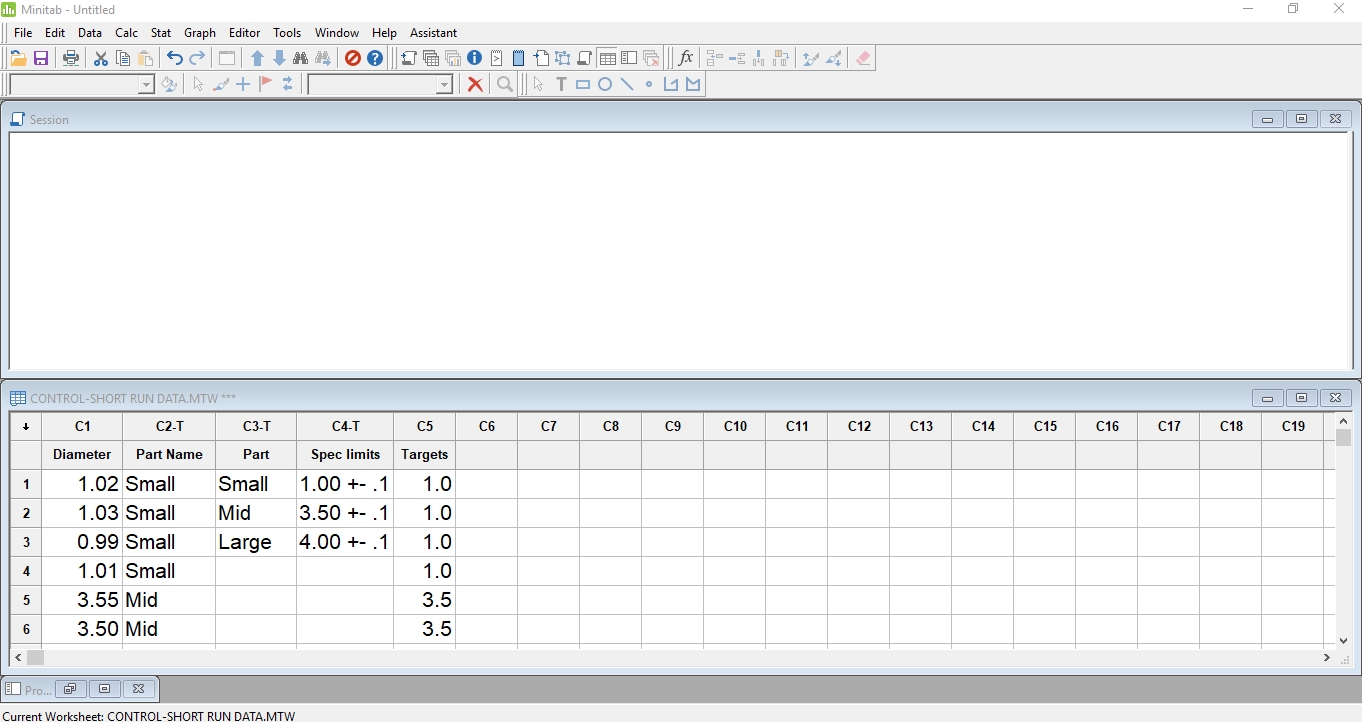 Minitab - Untitled
File Edit Data Calc Stat Graph Editor Tools Window Help Assistant
Session
CONTROL-SHORT RUN DATA.MTW ***
C1 C2-T C3-T C4-T C5 C6 C7 C8 C9 C10 C11 C12 C13 C14 C15 C16 C17 C18 C19
Diameter Part Name Part Spec limits Targets
1 1.02 Small Small 1.00 +- .1 1.0
2 1.03 Small Mid 3.50 +- .1 1.0
3 0.99 Small Large 4.00 +- .1 1.0
4 1.01 Small 1.0
5 3.55 Mid 3.5
6 3.50 Mid 3.5
Pro...
Current Worksheet: CONTROL-SHORT RUN DATA.MTW